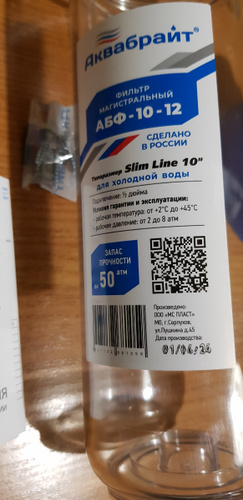 Аквабрайт®
ФИЛЬТР
МАГИСТРАЛЬНЫЙ
АБФ-10-12
СДЕЛАНО
В РОССИИ
Типоразмер Slim Line 10"
для холодной воды
Подключение: ½ дюйма
Условия гарантии и эксплуатации:
- рабочая температура: от +2°С до +45°С
- рабочее давление: от 2 до 8 атм
ЗАПАС
ПРОЧНОСТИ
до 50 атм
Произведено:
ООО «МС ПЛАСТ»
МО, г.Серпухов,
ул.Пушкина д.45
Дата производства:
01/04/24